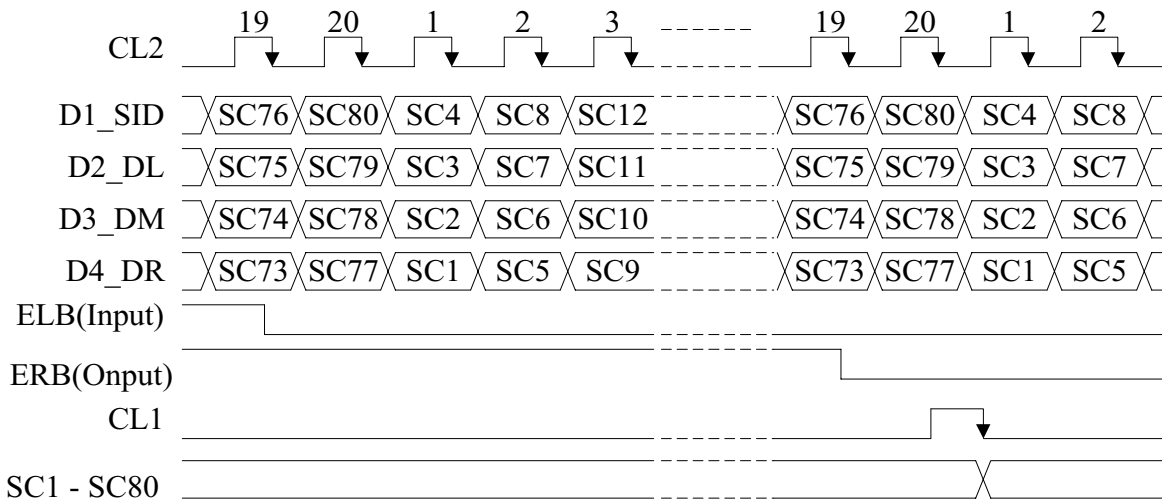 19 20 1 2 3 19 20 1 2
CL2
D1_SID SC76 SC80 SC4 SC8 SC12 SC76 SC80 SC4 SC8
D2_DL SC75 SC79 SC3 SC7 SC11 SC75 SC79 SC3 SC7
D3_DM SC74 SC78 SC2 SC6 SC10 SC74 SC78 SC2 SC6
D4_DR SC73 SC77 SC1 SC5 SC9 SC73 SC77 SC1 SC5
ELB(Input)
ERB(Onput)
CL1
SC1 - SC80